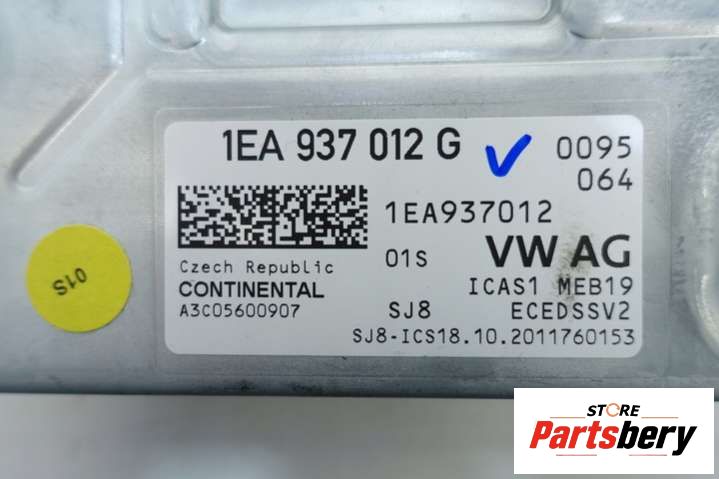 1EA 937 012 G
0095
064
1EA937012
01S
VW AG
Czech Republic
CONTINENTAL
A3C05600907
ICAS1 MEB19
SJ8
ECEDSSV2
SJ8-ICS18.10.2011760153
01S
STORE
Partsbery